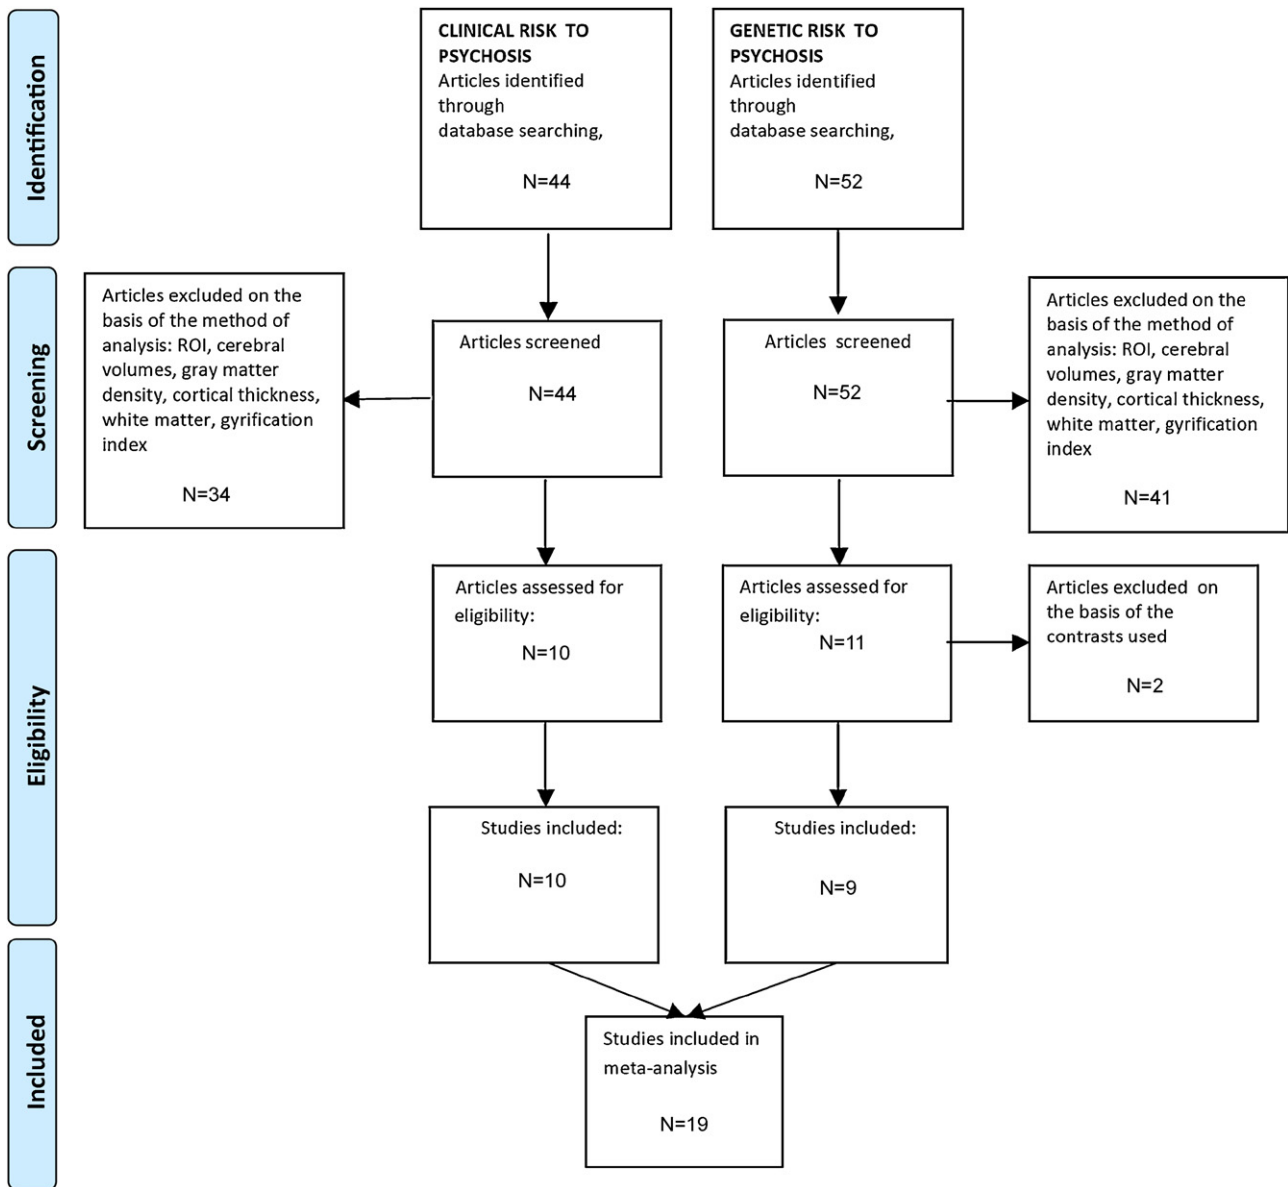 Identification
CLINICAL RISK TO
PSYCHOSIS
Articles identified
through
database searching,
N=44
GENETIC RISK TO
PSYCHOSIS
Articles identified
through
database searching,
N=52
Screening
Articles excluded on the
basis of the method of
analysis: ROI, cerebral
volumes, gray matter
density, cortical thickness,
white matter, gyrification
index
N=34
Articles screened
N=44
Articles screened
N=52
Articles excluded on the
basis of the method of
analysis: ROI, cerebral
volumes, gray matter
density, cortical thickness,
white matter, gyrification
index
N=41
Eligibility
Articles assessed for
eligibility:
N=10
Articles assessed for
eligibility:
N=11
Articles excluded on
the basis of the
contrasts used
N=2
Studies included:
N=10
Studies included:
N=9
Included
Studies included in
meta-analysis
N=19